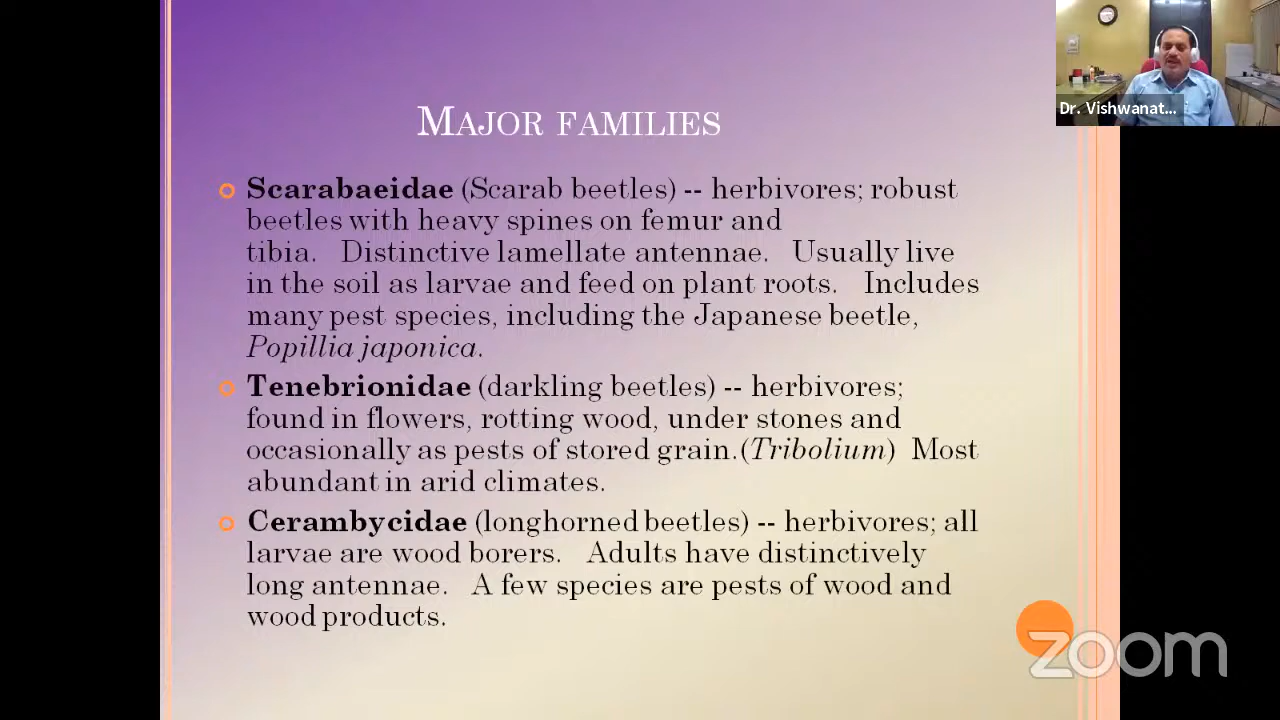 Dr. Vishwanat...
MAJOR FAMILIES
Scarabaeidae (Scarab beetles) -- herbivores; robust
beetles with heavy spines on femur and
tibia. Distinctive lamellate antennae. Usually live
in the soil as larvae and feed on plant roots. Includes
many pest species, including the Japanese beetle,
Popillia japonica.
Tenebrionidae (darkling beetles) -- herbivores;
found in flowers, rotting wood, under stones and
occasionally as pests of stored grain.(Tribolium) Most
abundant in arid climates.
Cerambycidae (longhorned beetles) -- herbivores; all
larvae are wood borers. Adults have distinctively
long antennae. A few species are pests of wood and
wood products.
zoom